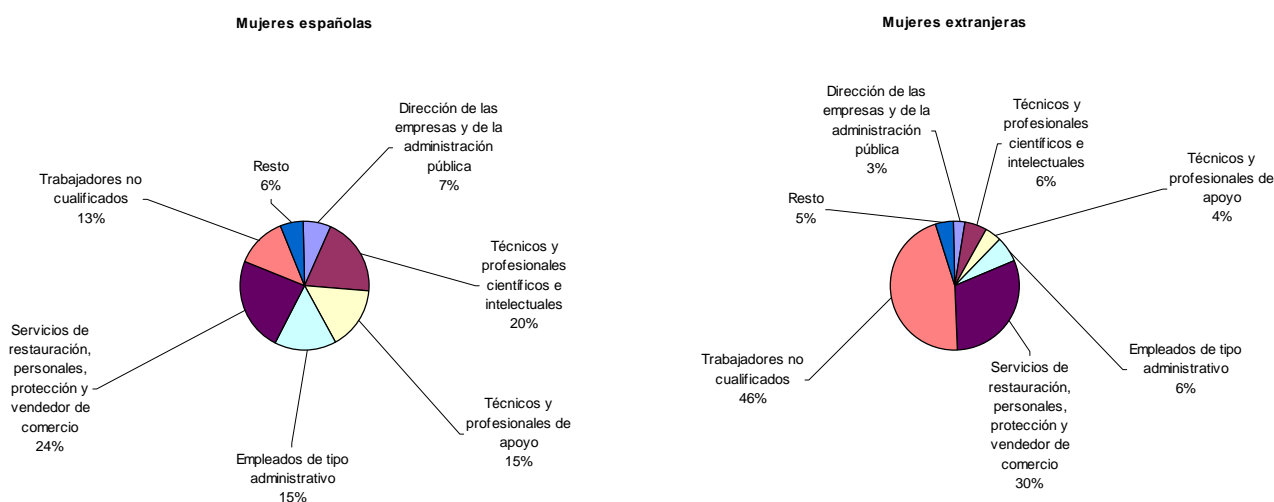 Mujeres españolas
Dirección de las
empresas y de la
administración
pública
7%
Técnicos y
profesionales
científicos e
intelectuales
20%
Técnicos y
profesionales de
apoyo
15%
Empleados de tipo
administrativo
15%
Servicios de
restauración,
personales,
protección y
vendedor de
comercio
24%
Trabajadores no
cualificados
13%
Resto
6%
Mujeres extranjeras
Dirección de las
empresas y de la
administración
pública
3%
Técnicos y
profesionales
científicos e
intelectuales
6%
Técnicos y
profesionales de
apoyo
4%
Empleados de tipo
administrativo
6%
Servicios de
restauración,
personales,
protección y
vendedor de
comercio
30%
Trabajadores no
cualificados
46%
Resto
5%